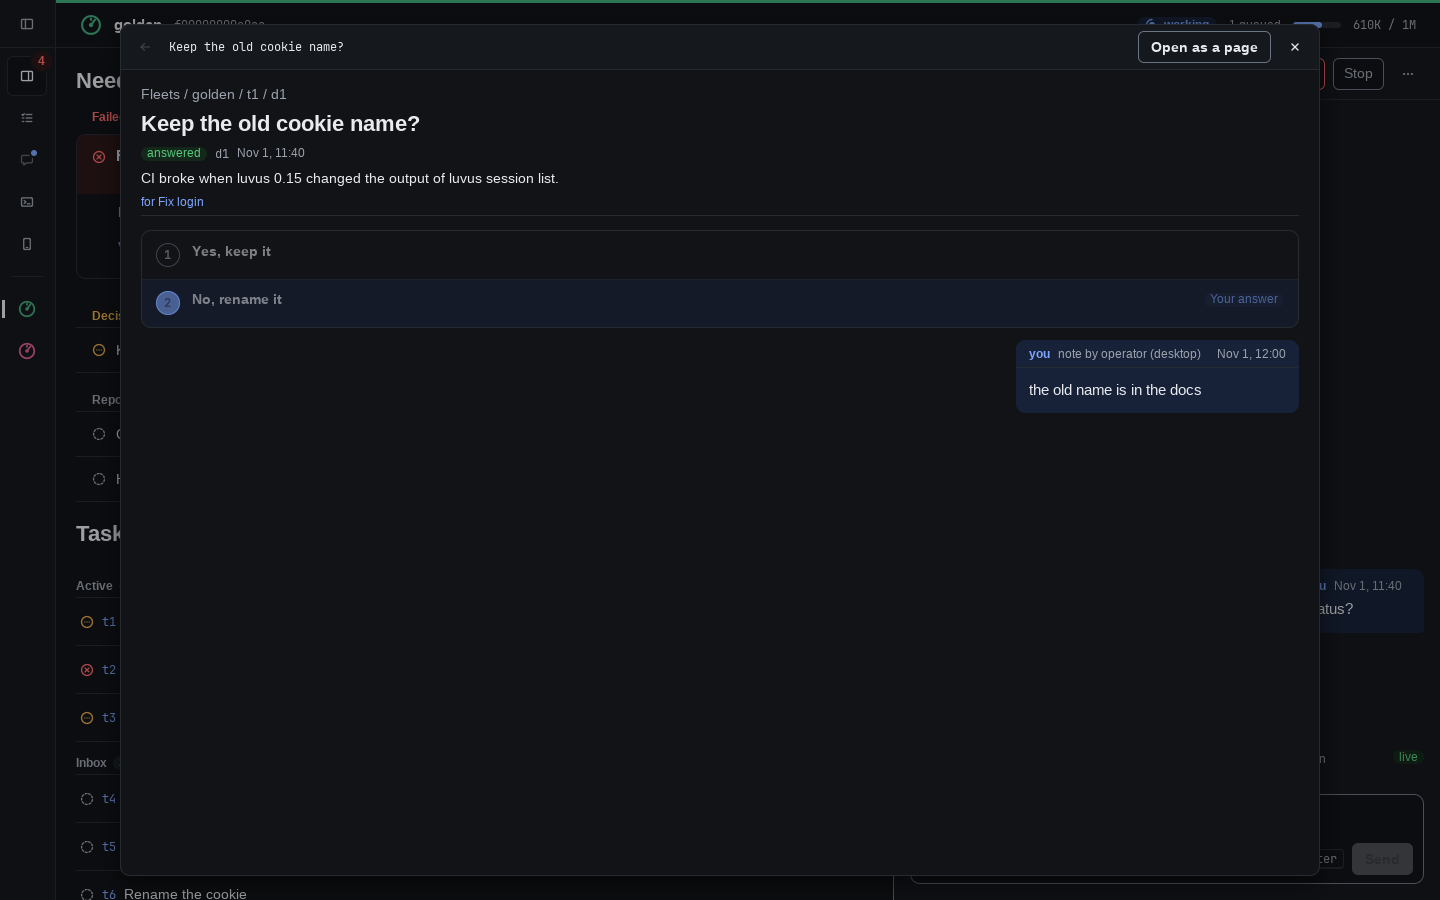 4
working
1 queued
610K / 1M
Keep the old cookie name?
Open as a page
Stop
Fleets / golden / t1 / d1
Keep the old cookie name?
answered d1 Nov 1, 11:40
CI broke when luvus 0.15 changed the output of luvus session list.
for Fix login
1 Yes, keep it
2 No, rename it Your answer
you note by operator (desktop) Nov 1, 12:00
the old name is in the docs
Active
t1
t2
t3
Inbox
t4
t5
t6 Rename the cookie
Nov 1, 11:40
live
Send